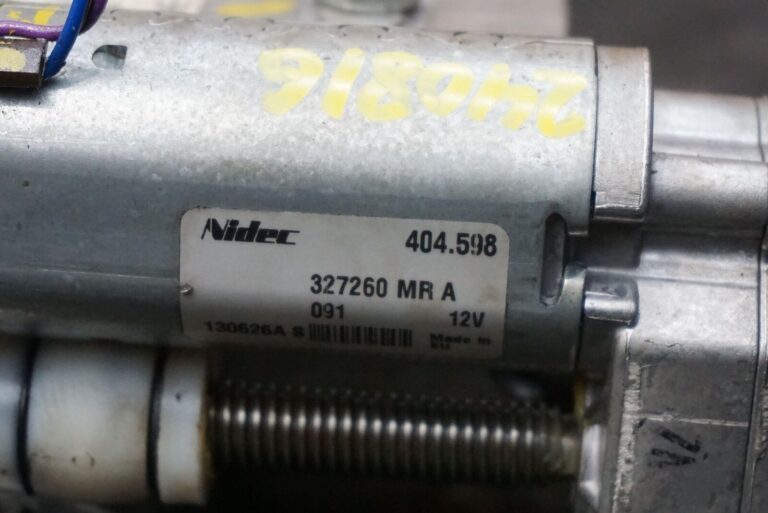 240816
Nidec 404.598
327260 MR A
091 12V
130626A S Made in
EU